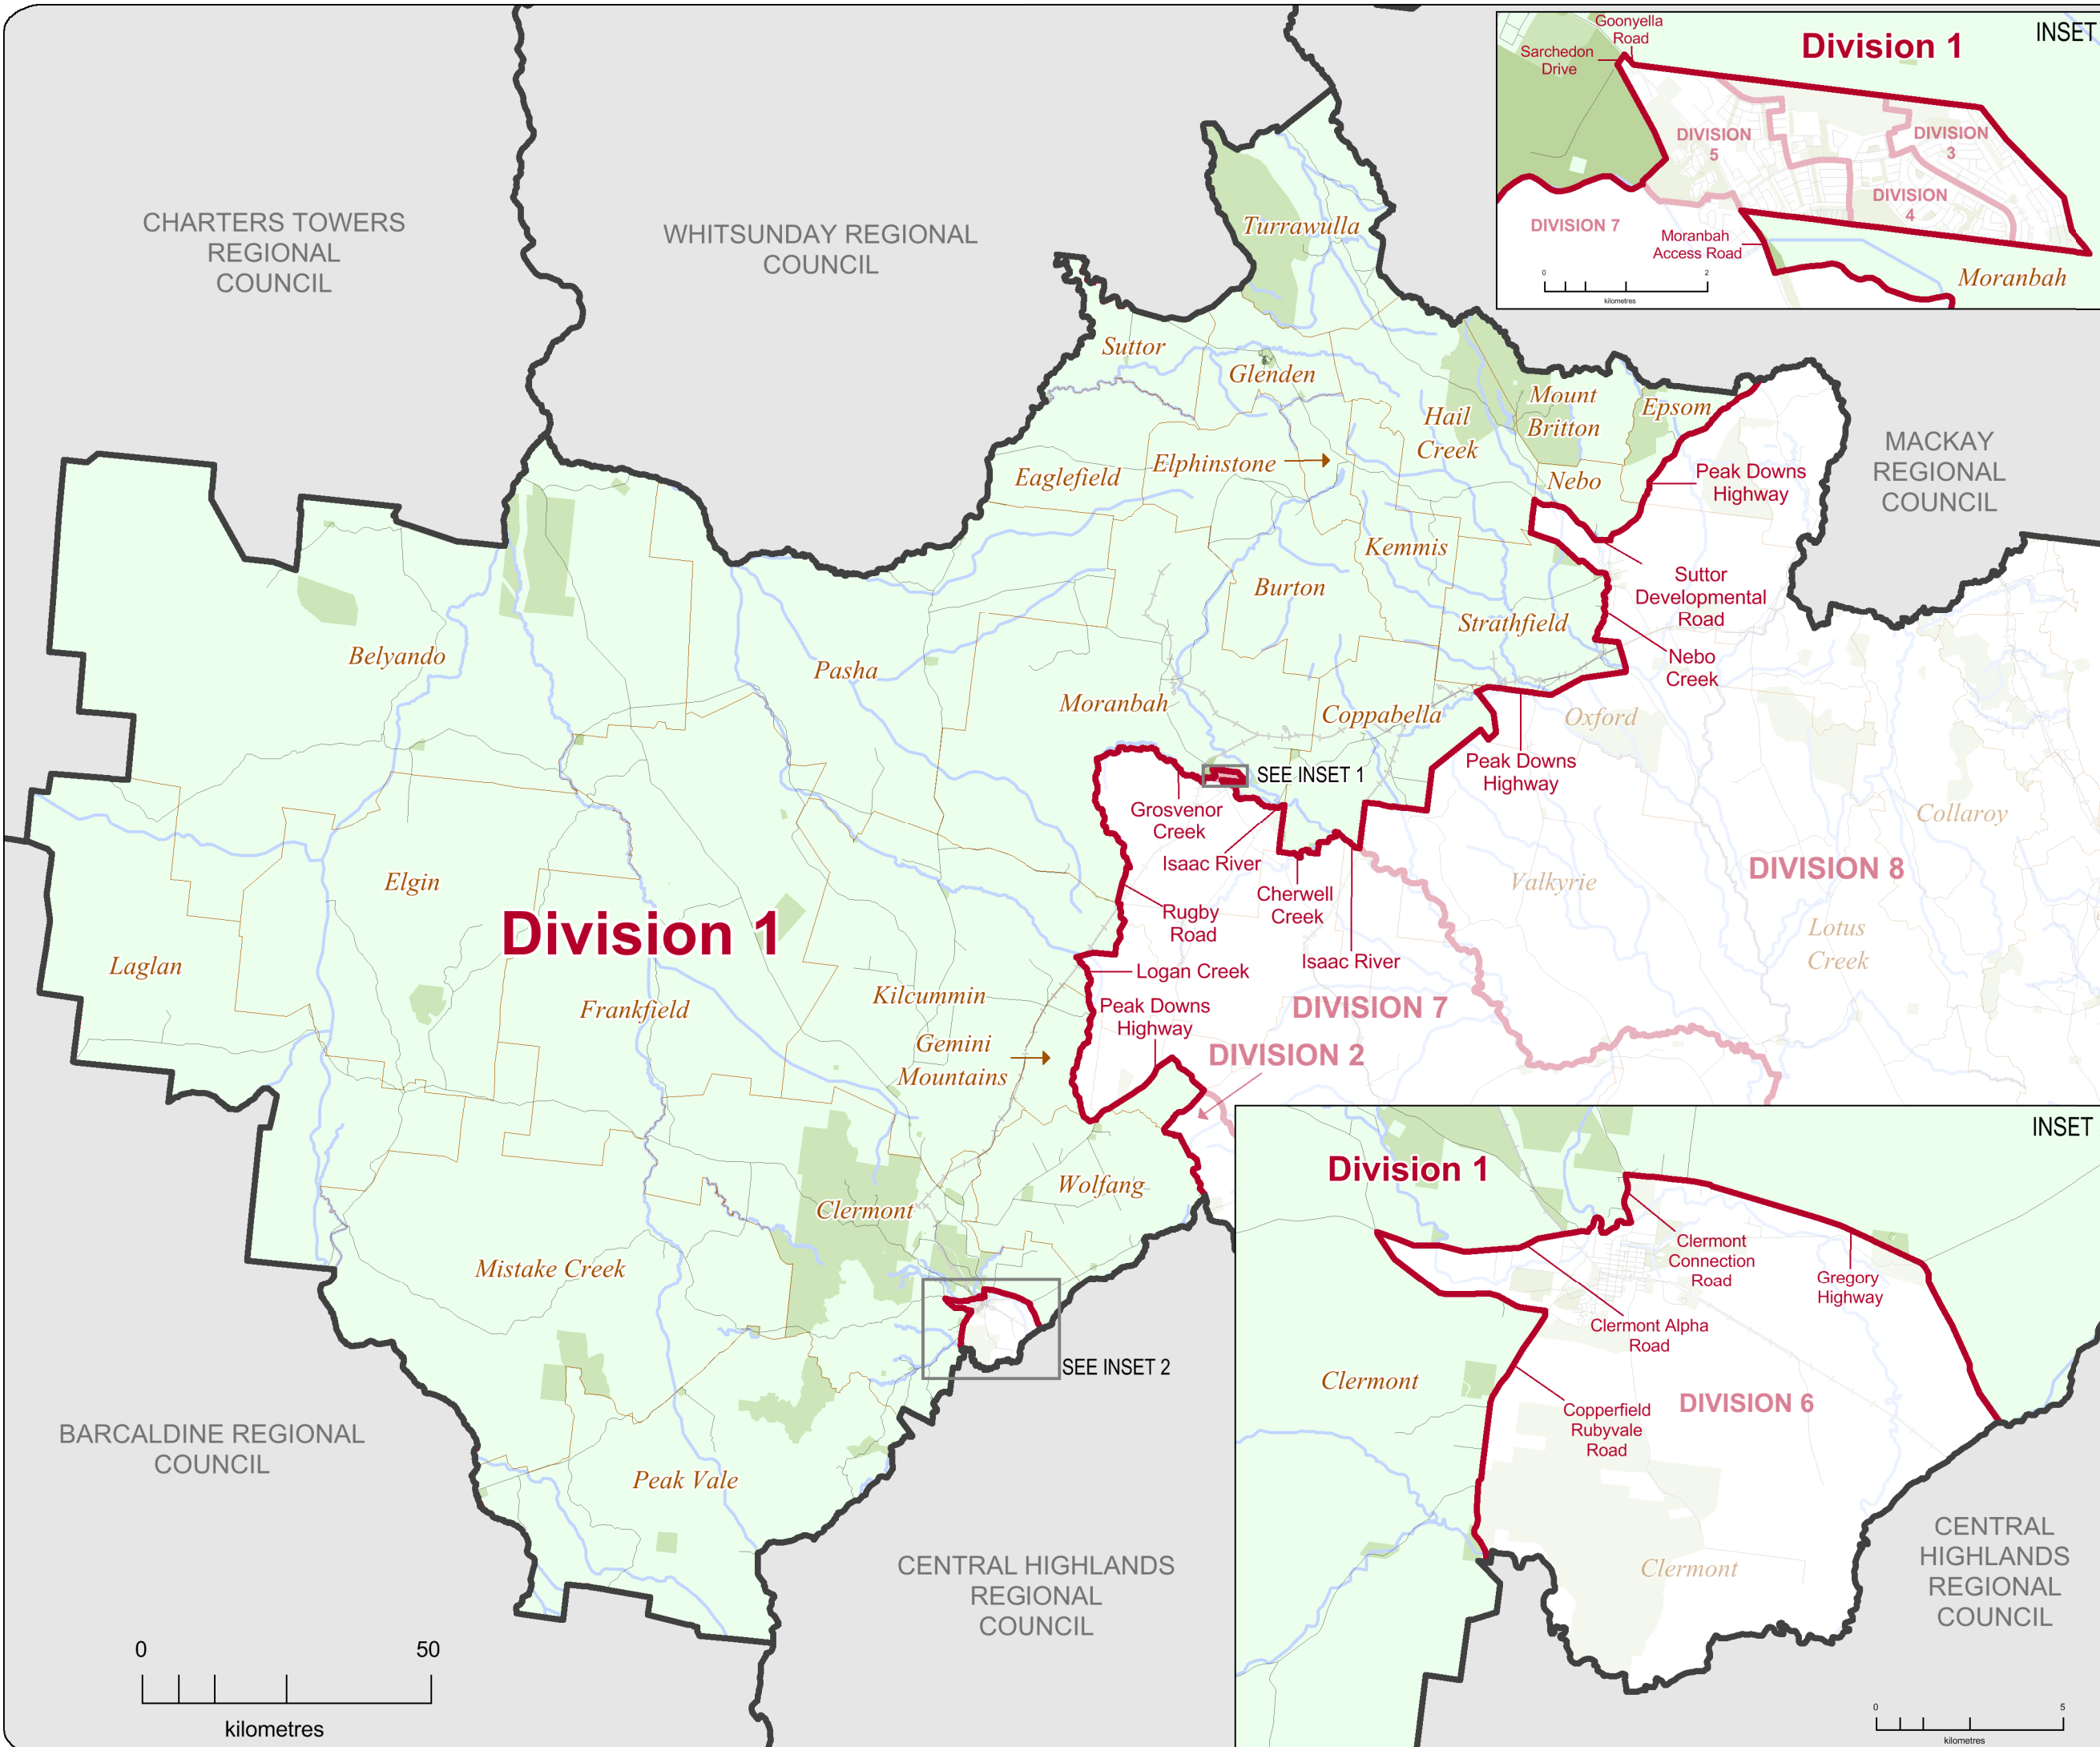 INSET
Goonyella
Road
Division 1
Sarchedon
Drive
DIVISION
5
DIVISION
3
DIVISION
4
DIVISION 7
Moranbah
Access Road
Moranbah
0
2
kilometres
CHARTERS TOWERS
REGIONAL
COUNCIL
WHITSUNDAY REGIONAL
COUNCIL
Turrawulla
Suttor
Glenden
Hail
Creek
Mount
Britton
Epsom
MACKAY
REGIONAL
COUNCIL
Eaglefield
Elphinstone
Nebo
Peak Downs
Highway
Kemmis
Burton
Suttor
Developmental
Road
Strathfield
Nebo
Creek
Belyando
Pasha
Moranbah
Coppabella
Oxford
Peak Downs
Highway
SEE INSET 1
Grosvenor
Creek
Isaac River
Collaroy
DIVISION 8
Valkyrie
Cherwell
Creek
Elgin
Division 1
Rugby
Road
Lotus
Creek
Laglan
Logan Creek
Isaac River
Kilcummin
Frankfield
Peak Downs
Highway
DIVISION 7
Gemini
Mountains
DIVISION 2
Wolfang
Clermont
Mistake Creek
SEE INSET 2
Peak Vale
BARCALDINE REGIONAL
COUNCIL
CENTRAL HIGHLANDS
REGIONAL
COUNCIL
0
50
kilometres
INSET
Division 1
Clermont
Connection
Road
Gregory
Highway
Clermont Alpha
Road
Clermont
Copperfield
Rubyvale
Road
DIVISION 6
Clermont
CENTRAL
HIGHLANDS
REGIONAL
COUNCIL
0
5
kilometres